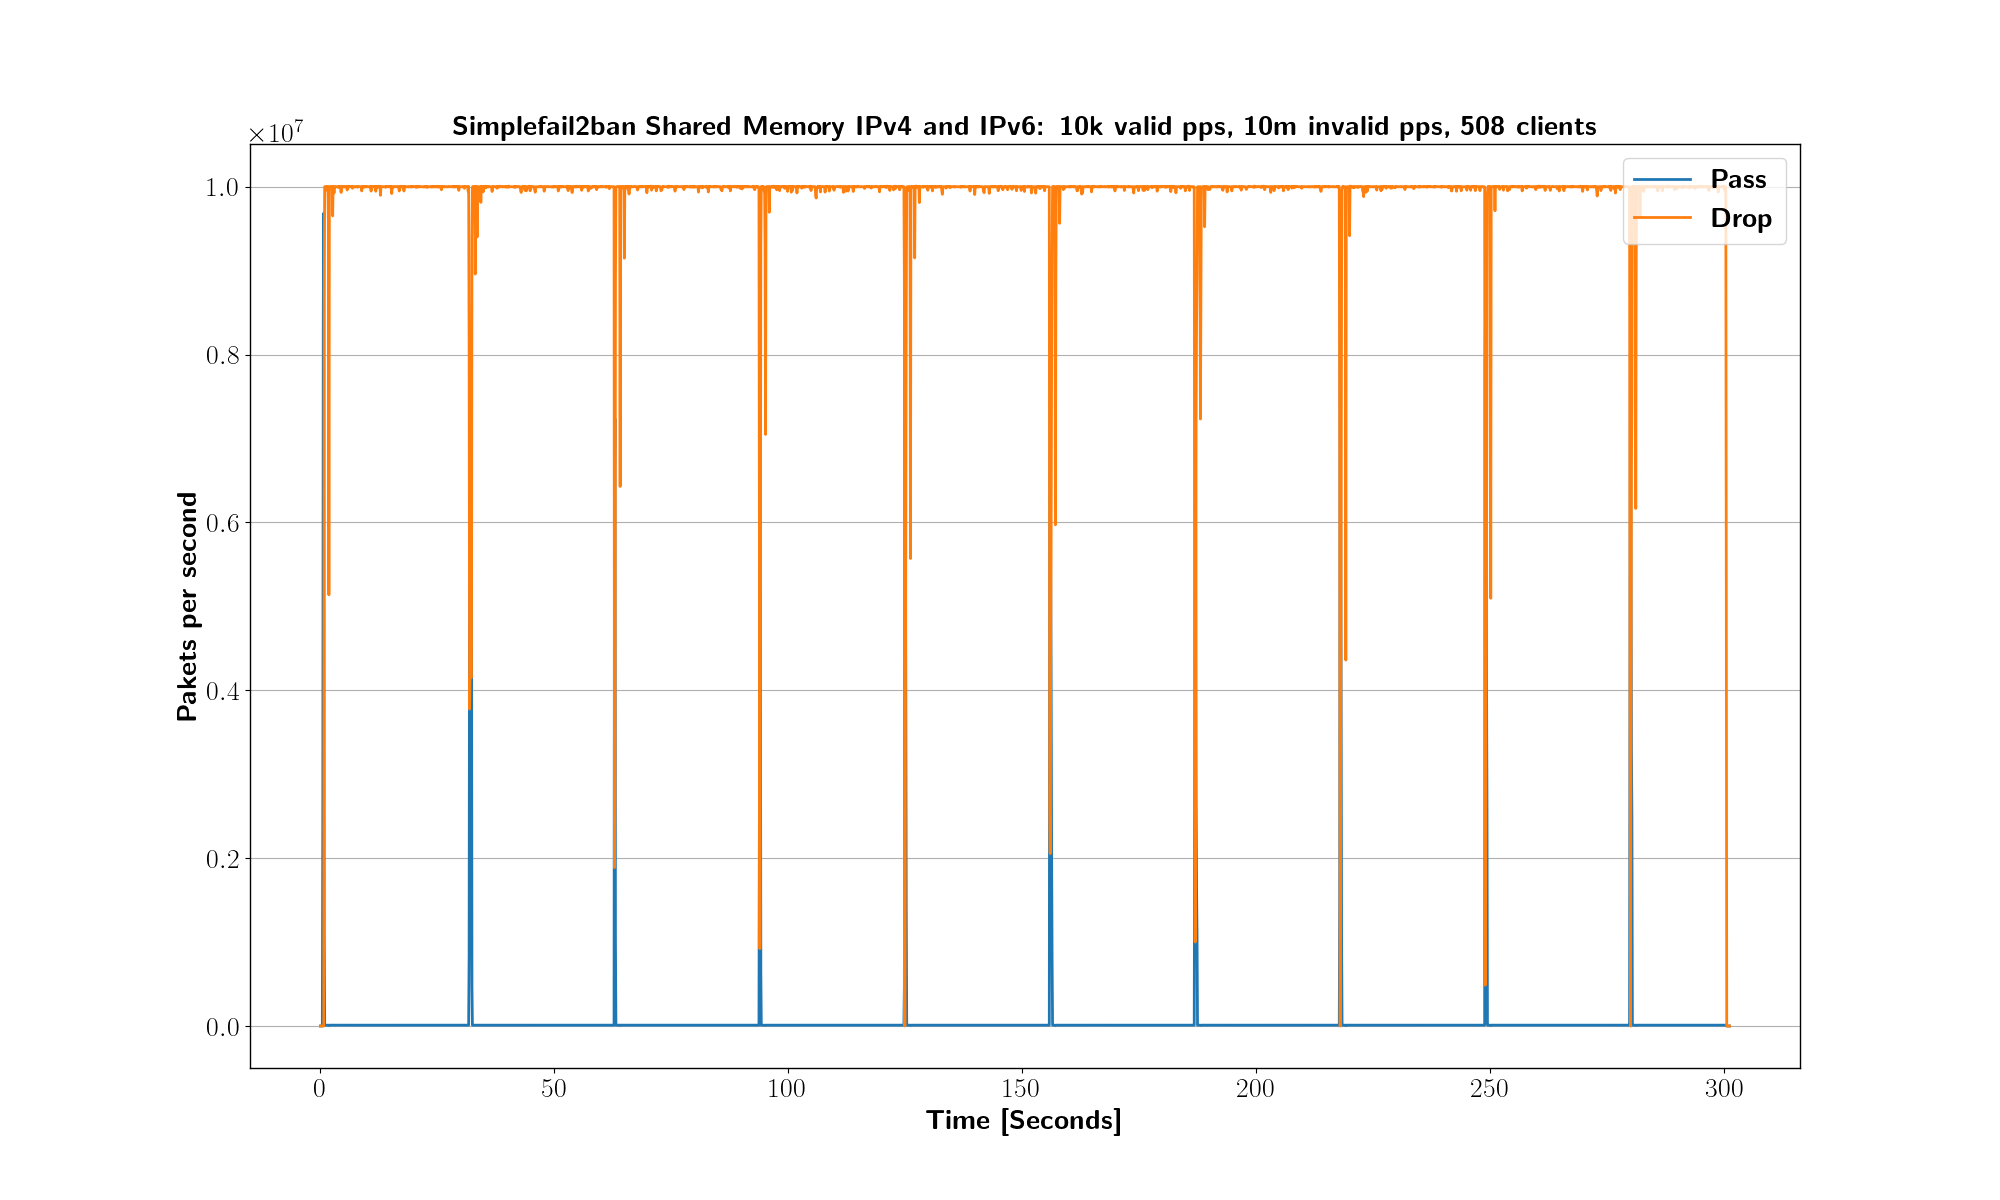 Simplefail2ban Shared Memory IPv4 and IPv6: 10k valid pps, 10m invalid pps, 508 clients
×10⁷
Pass
Drop
1.0
0.8
0.6
0.4
0.2
0.0
Pakets per second
0 50 100 150 200 250 300
Time [Seconds]